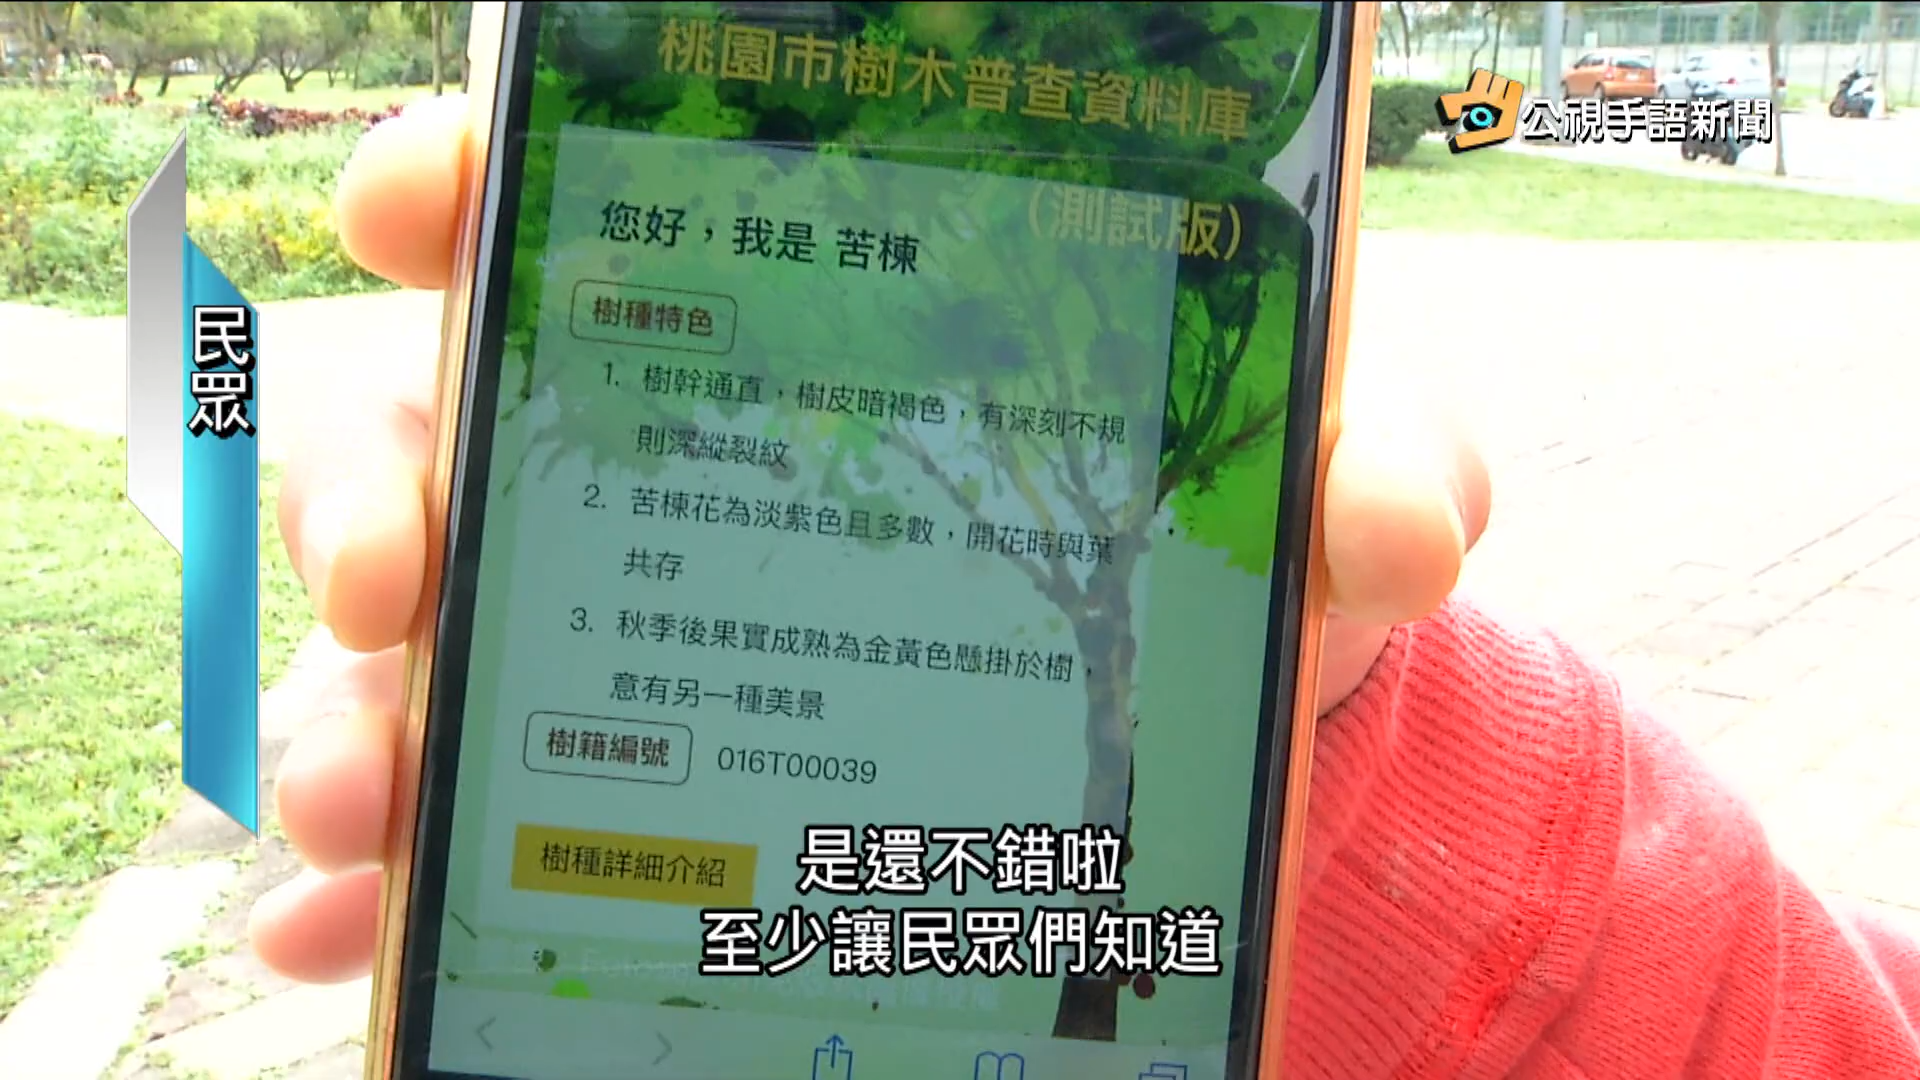 桃園市樹木普查資料庫
(測試版)
公視手語新聞
民眾
您好，我是 苦楝
樹種特色
1. 樹幹通直，樹皮暗褐色，有深刻不規
則深縱裂紋
2. 苦楝花為淡紫色且多數，開花時與葉
共存
3. 秋季後果實成熟為金黃色懸掛於樹，
意有另一種美景
樹籍編號 016T00039
樹種詳細介紹
是還不錯啦
至少讓民眾們知道